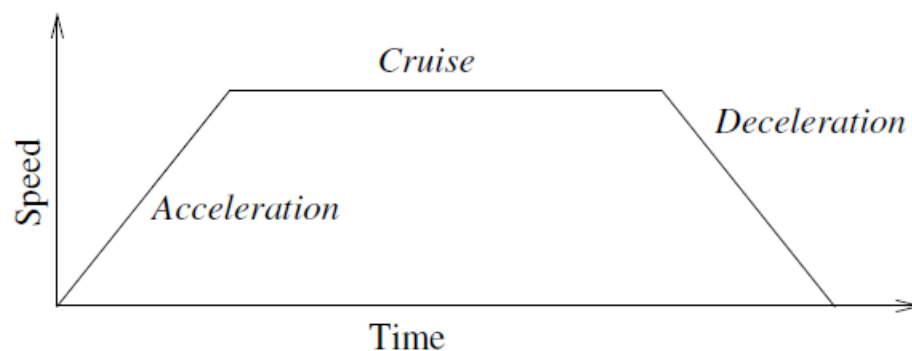 Cruise
Deceleration
Speed
Acceleration
Time